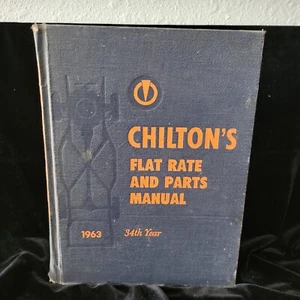 CHILTON'S
FLAT RATE
AND PARTS
MANUAL
1963 34th Year